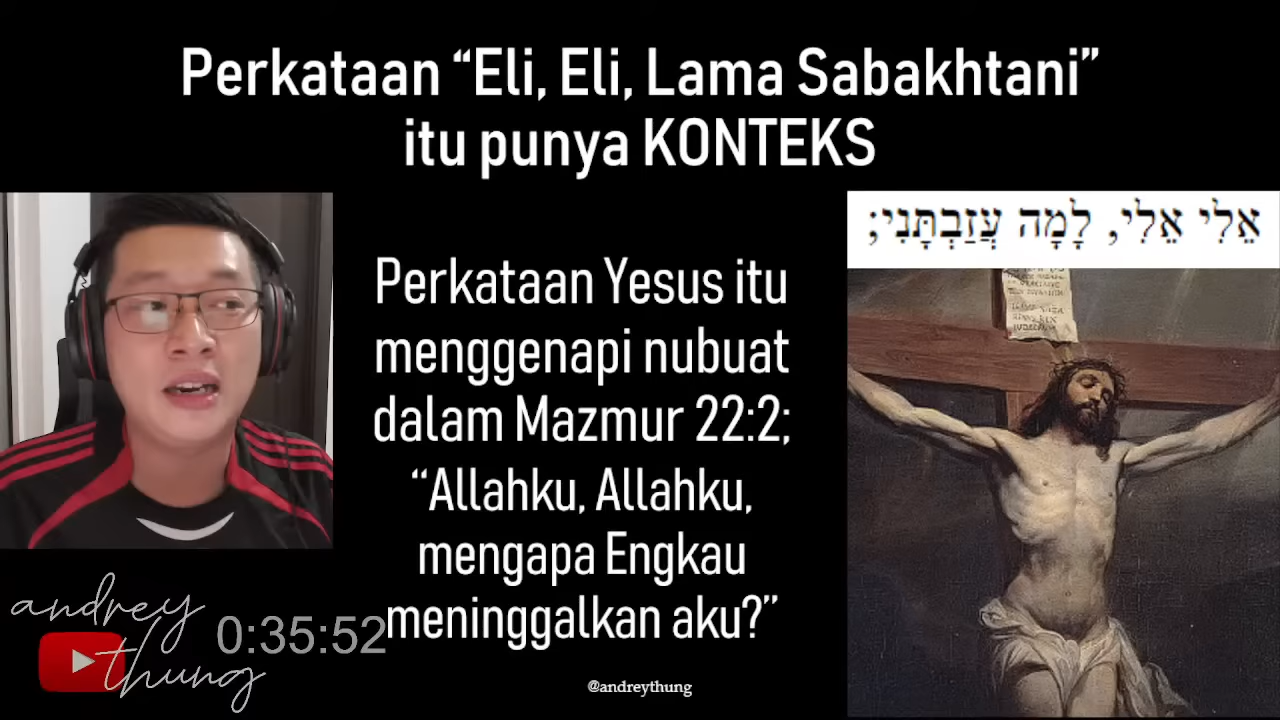 Perkataan “Eli, Eli, Lama Sabakhtani”
itu punya KONTEKS
אֵלִי אֵלִי, לָמָה עֲזַבְתָּנִי;
Perkataan Yesus itu
menggenapi nubuat
dalam Mazmur 22:2;
“Allahku, Allahku,
mengapa Engkau
meninggalkan aku?”
andrey
thung
0:35:52
@andreythung